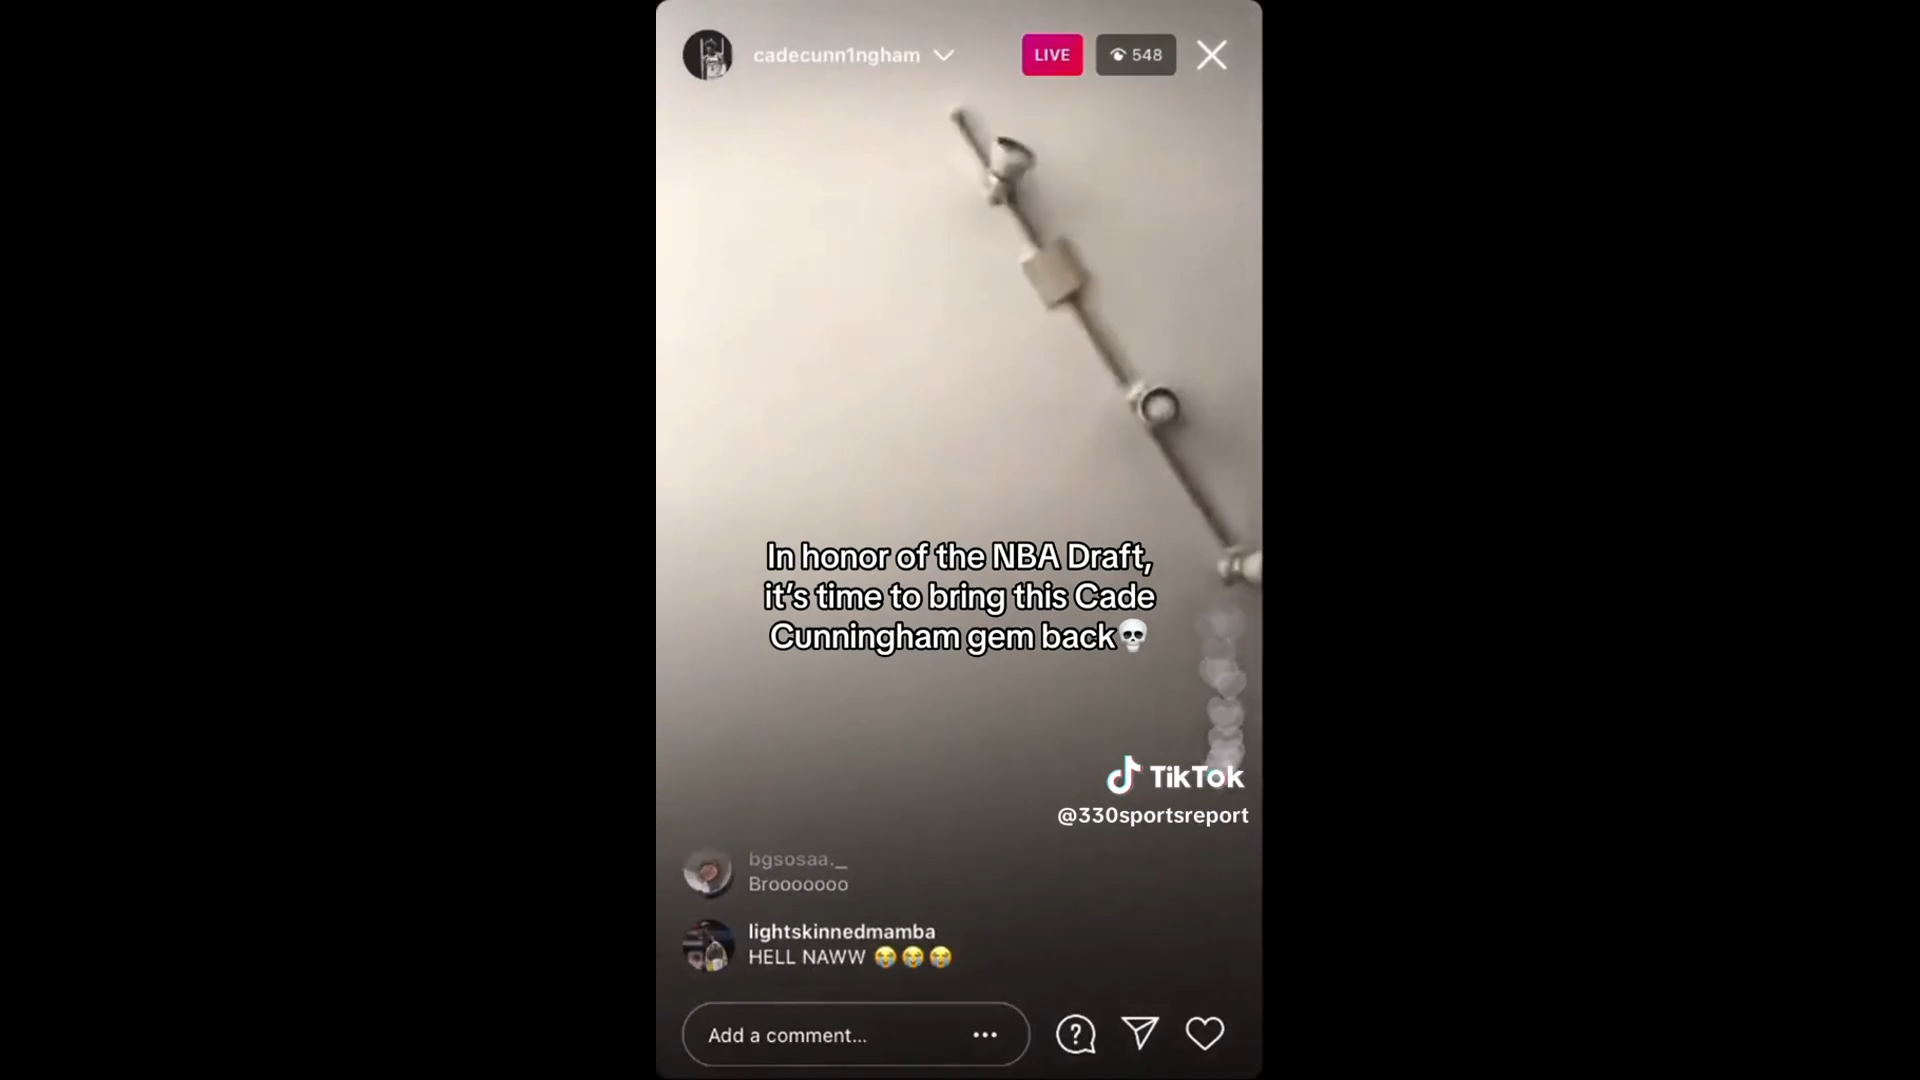 cadecunn1ngham
LIVE
548
In honor of the NBA Draft,
it's time to bring this Cade
Cunningham gem back💀
TikTok
@330sportsreport
bgsosaa._
Brooooooo
lightskinnedmamba
HELL NAWW 😭😭😭
Add a comment...